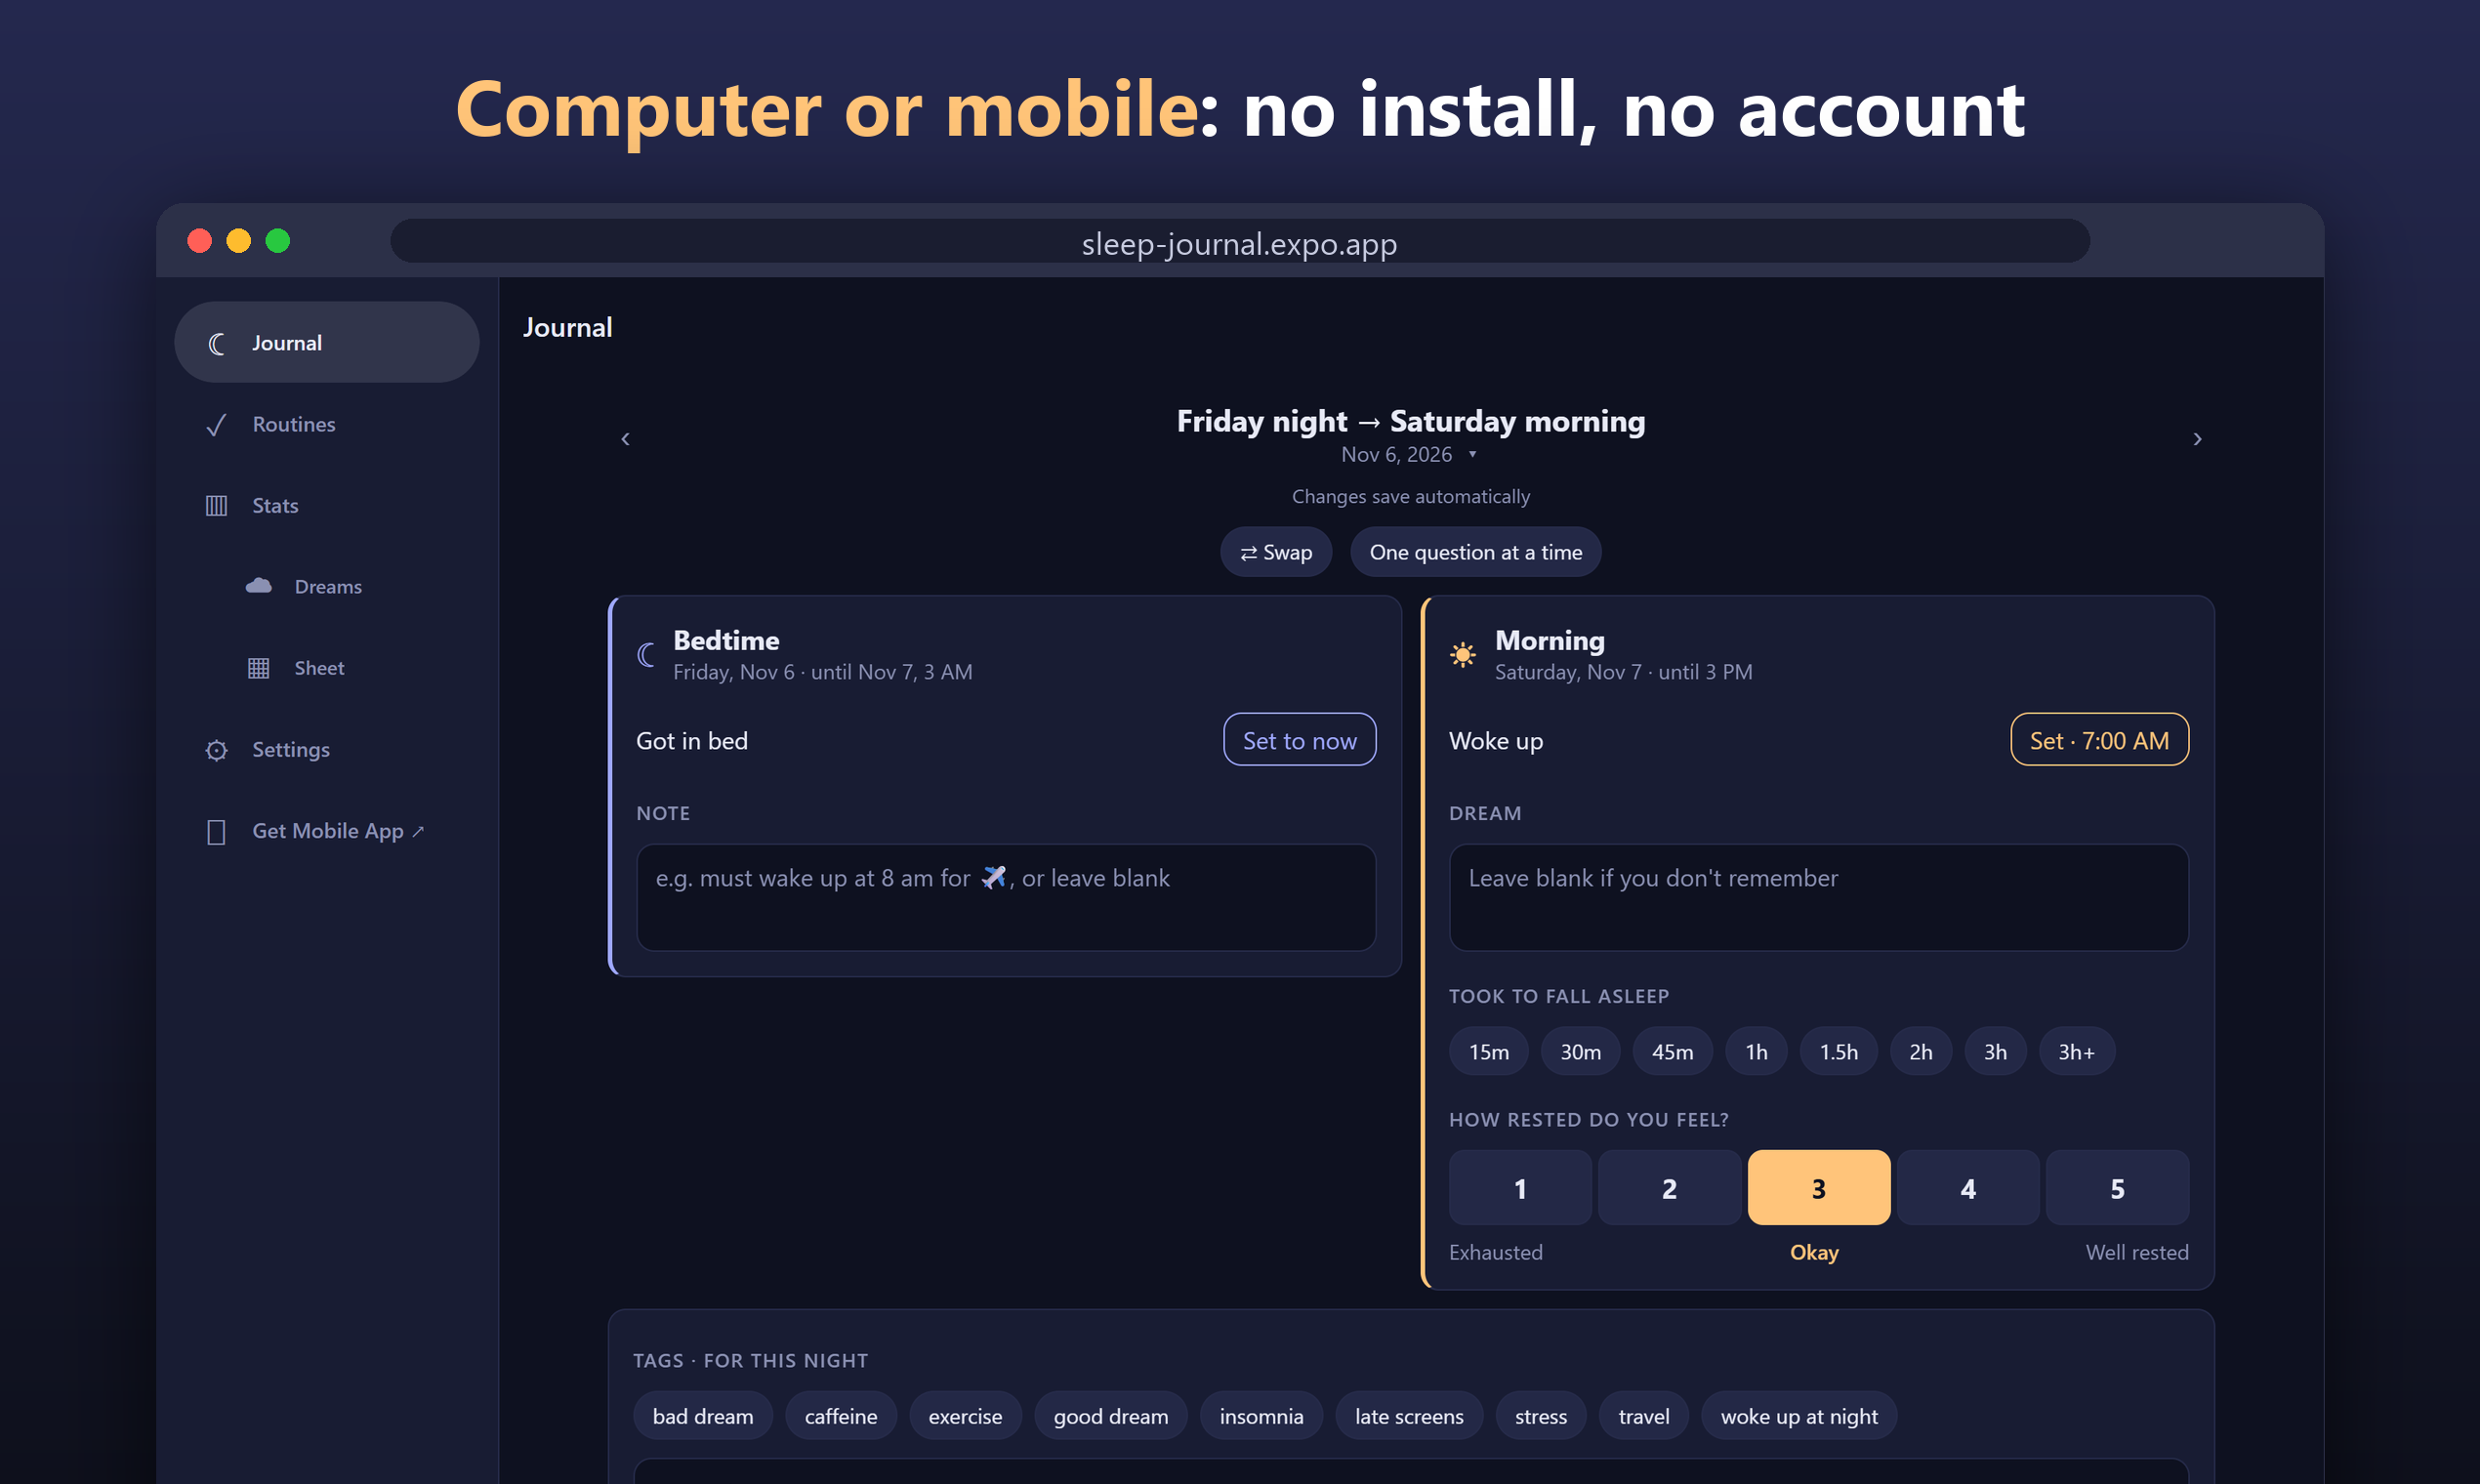 Computer or mobile: no install, no account
sleep-journal.expo.app
Journal
Routines
Stats
Dreams
Sheet
Settings
Get Mobile App ↗
Journal
‹
Friday night → Saturday morning
›
Nov 6, 2026 ▾
Changes save automatically
⇄ Swap
One question at a time
Bedtime
Friday, Nov 6 · until Nov 7, 3 AM
Got in bed
Set to now
NOTE
e.g. must wake up at 8 am for ✈️, or leave blank
Morning
Saturday, Nov 7 · until 3 PM
Woke up
Set · 7:00 AM
DREAM
Leave blank if you don't remember
TOOK TO FALL ASLEEP
15m 30m 45m 1h 1.5h 2h 3h 3h+
HOW RESTED DO YOU FEEL?
1 2 3 4 5
Exhausted Okay Well rested
TAGS · FOR THIS NIGHT
bad dream caffeine exercise good dream insomnia late screens stress travel woke up at night